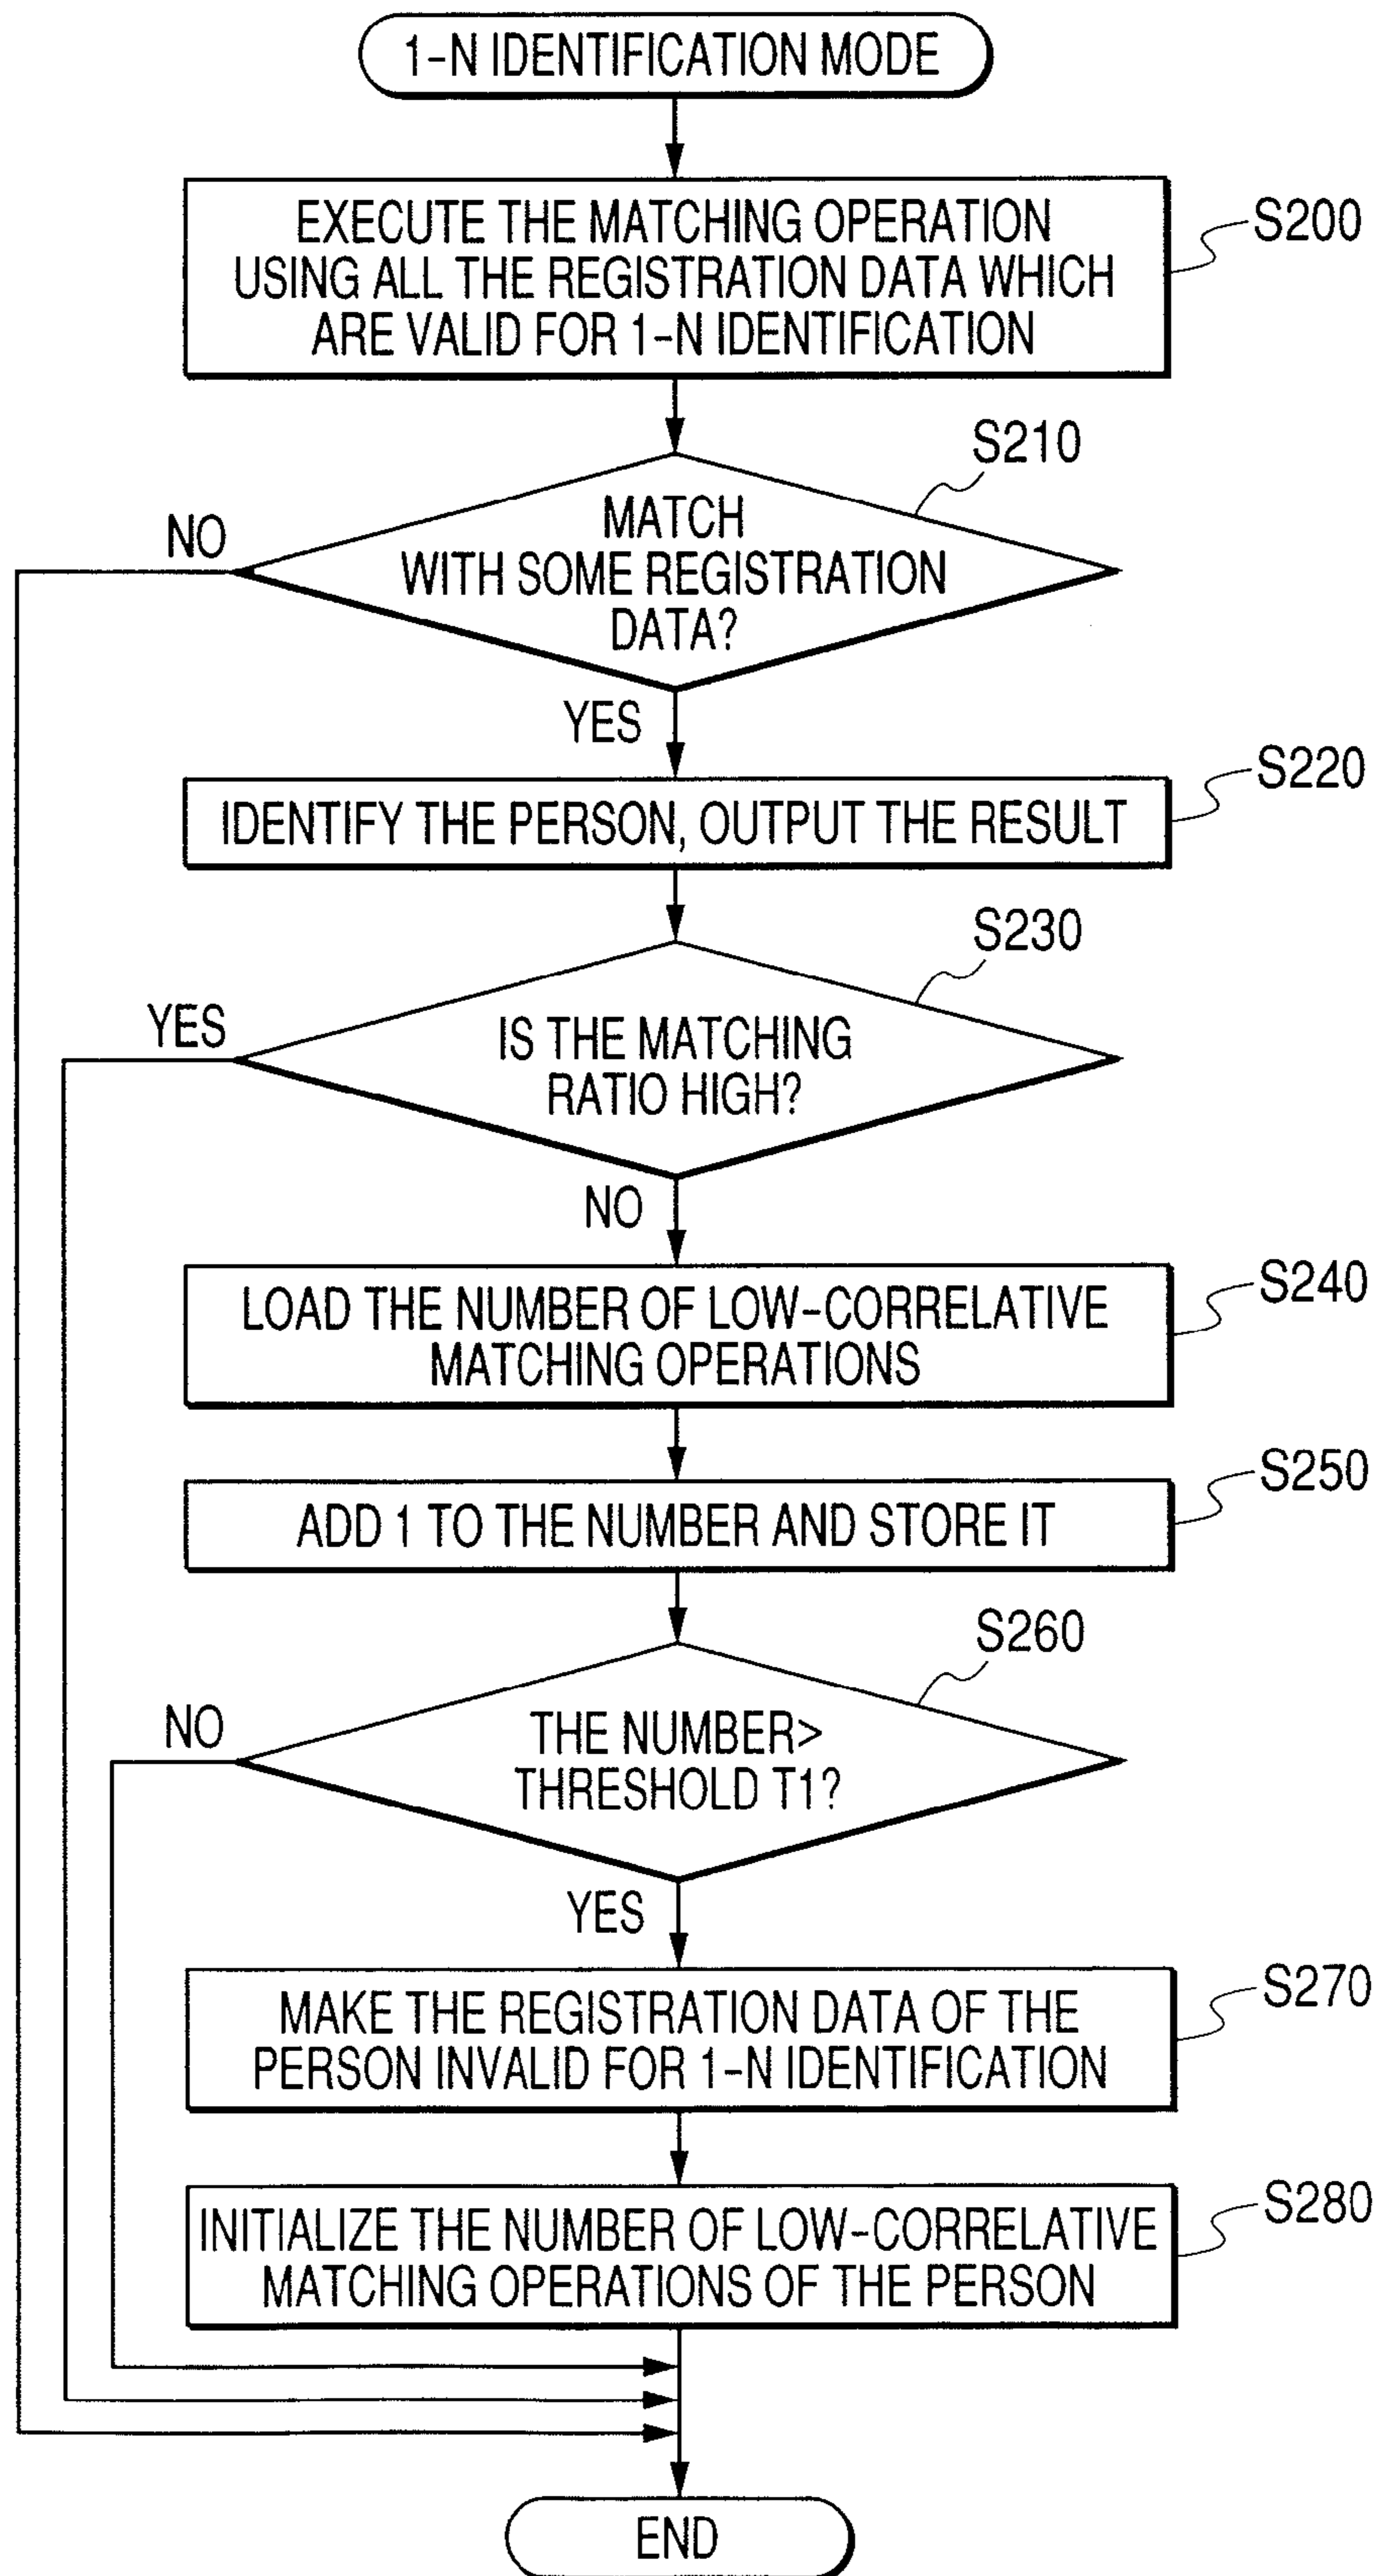 1-N IDENTIFICATION MODE
EXECUTE THE MATCHING OPERATION
USING ALL THE REGISTRATION DATA WHICH
ARE VALID FOR 1-N IDENTIFICATION
S200
S210
MATCH
WITH SOME REGISTRATION
DATA?
NO
YES
S220
IDENTIFY THE PERSON, OUTPUT THE RESULT
S230
IS THE MATCHING
RATIO HIGH?
YES
NO
S240
LOAD THE NUMBER OF LOW-CORRELATIVE
MATCHING OPERATIONS
S250
ADD 1 TO THE NUMBER AND STORE IT
S260
THE NUMBER>
THRESHOLD T1?
NO
YES
S270
MAKE THE REGISTRATION DATA OF THE
PERSON INVALID FOR 1-N IDENTIFICATION
S280
INITIALIZE THE NUMBER OF LOW-CORRELATIVE
MATCHING OPERATIONS OF THE PERSON
END